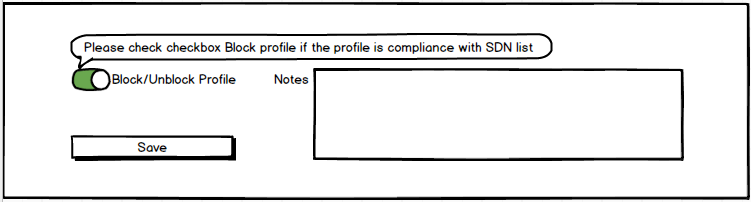 Please check checkbox Block profile if the profile is compliance with SDN list
Block/Unblock Profile
Notes
Save